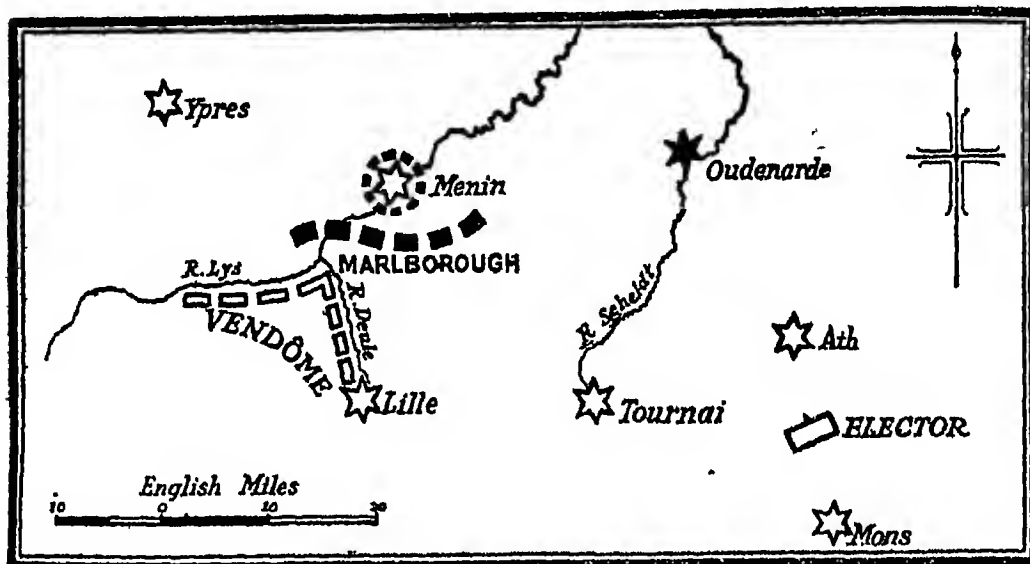 Ypres
Oudenarde
Menin
MARLBOROUGH
R. Lys
R. Deule
VENDÔME
R. Scheldt
Ath
Lille
Tournai
ELECTOR
English Miles
10 0 10 20
Mons